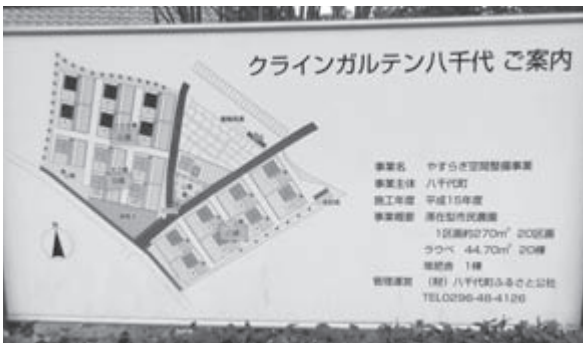 クラインガルテン八千代 ご案内
事業名 やすらぎ空間整備事業
事業主体 八千代町
施工年度 平成15年度
事業概要 滞在型市民農園
1区画約270m² 20区画
ラウベ 44.70m² 20棟
堆肥舎 1棟
管理運営 (財)八千代町ふるさと公社
TEL0296-48-4126